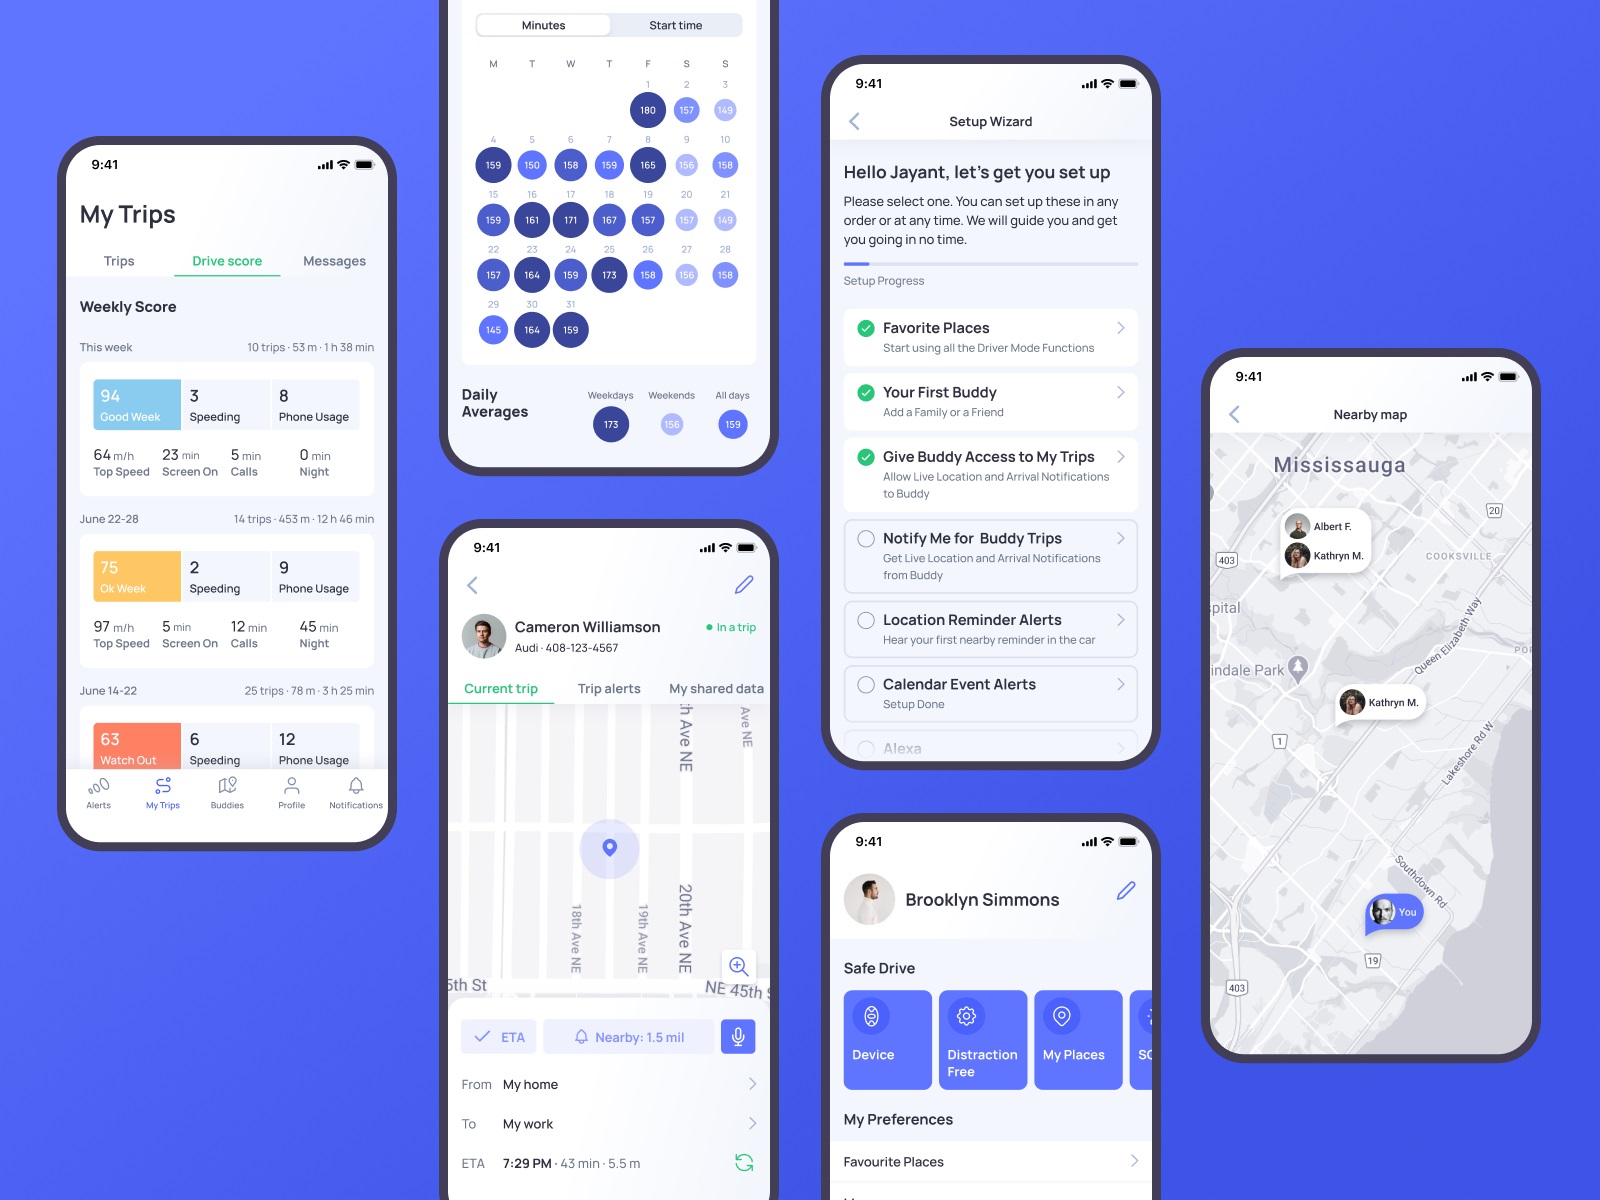 9:41
My Trips
Trips Drive score Messages
Weekly Score
This week 10 trips · 53 m · 1 h 38 min
94 3 8
Good Week Speeding Phone Usage
64 m/h 23 min 5 min 0 min
Top Speed Screen On Calls Night
June 22-28 14 trips · 453 m · 12 h 46 min
75 2 9
Ok Week Speeding Phone Usage
97 m/h 5 min 12 min 45 min
Top Speed Screen On Calls Night
June 14-22 25 trips · 78 m · 3 h 25 min
63 6 12
Watch Out Speeding Phone Usage
Alerts My Trips Buddies Profile Notifications
Minutes Start time
M T W T F S S
1 2 3
180 157 149
4 5 6 7 8 9 10
159 150 158 159 165 156 158
15 16 17 18 19 20 21
159 161 171 167 157 157 149
22 23 24 25 26 27 28
157 164 159 173 158 156 158
29 30 31
145 164 159
Daily
Averages
Weekdays Weekends All days
173 156 159
9:41
Cameron Williamson
In a trip
Audi · 408-123-4567
Current trip Trip alerts My shared data
th Ave NE
Ave NE
18th Ave NE
19th Ave NE
20th Ave NE
5th St
NE 45th S
ETA Nearby: 1.5 mil
From My home
To My work
ETA 7:29 PM · 43 min · 5.5 m
9:41
Setup Wizard
Hello Jayant, let's get you set up
Please select one. You can set up these in any
order or at any time. We will guide you and get
you going in no time.
Setup Progress
Favorite Places
Start using all the Driver Mode Functions
Your First Buddy
Add a Family or a Friend
Give Buddy Access to My Trips
Allow Live Location and Arrival Notifications
to Buddy
Notify Me for Buddy Trips
Get Live Location and Arrival Notifications
from Buddy
Location Reminder Alerts
Hear your first nearby reminder in the car
Calendar Event Alerts
Setup Done
Alexa
9:41
Brooklyn Simmons
Safe Drive
Device
Distraction
Free
My Places
SO
My Preferences
Favourite Places
9:41
Nearby map
Mississauga
20
Albert F.
Kathryn M.
COOKSVILLE
403
spital
Queen Elizabeth Way
POR
indale Park
Kathryn M.
1
Lakeshore Rd W
Southdown Rd
You
19
403